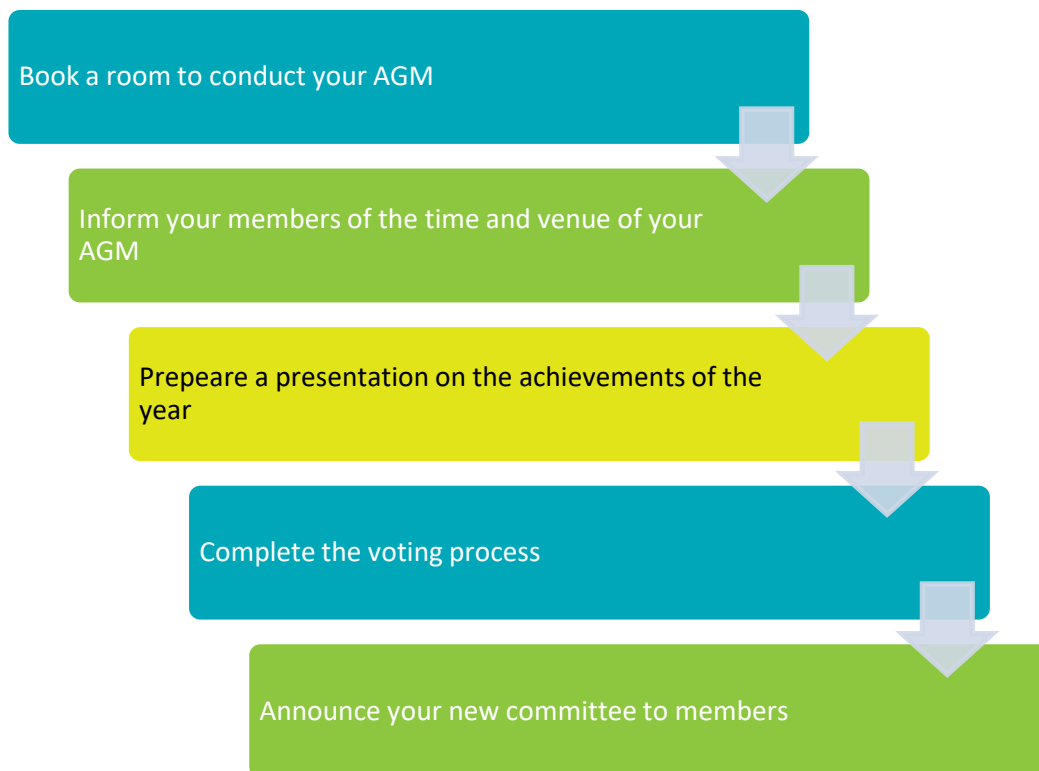 Book a room to conduct your AGM
Inform your members of the time and venue of your
AGM
Prepeare a presentation on the achievements of the
year
Complete the voting process
Announce your new committee to members